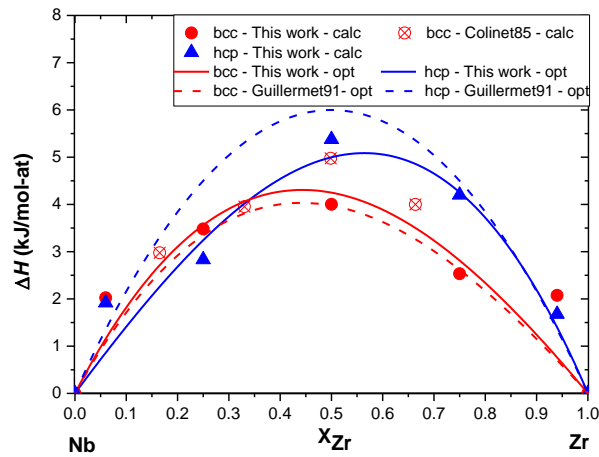 bcc - This work - calc
bcc - Colinet85 - calc
hcp - This work - calc
bcc - This work - opt
hcp - This work - opt
bcc - Guillermet91- opt
hcp - Guillermet91 - opt
ΔH (kJ/mol-at)
8
7
6
5
4
3
2
1
0
0.0 0.1 0.2 0.3 0.4 0.5 0.6 0.7 0.8 0.9 1.0
Nb XZr Zr